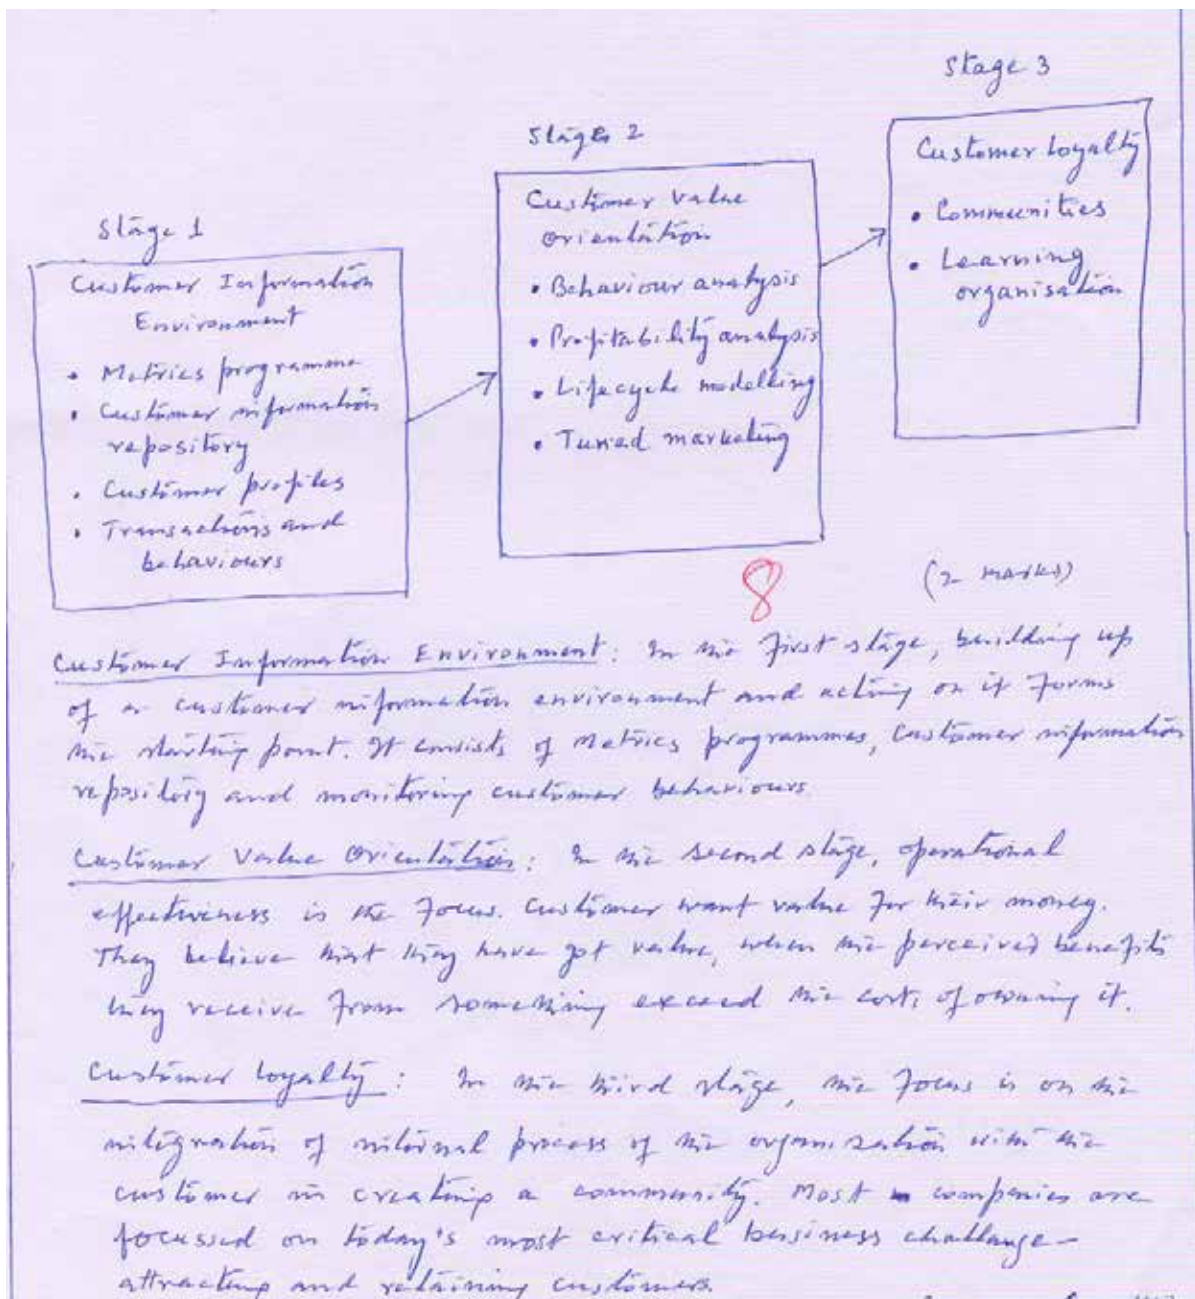 Stage 1
Customer Information
Environment
• Metrics programme
• Customer information
repository
• Customer profiles
• Transactions and
behaviours
Stages 2
Customer Value
orientation
• Behaviour analysis
• Profitability analysis
• Lifecycle modelling
• Tuned marketing
Stage 3
Customer Loyalty
• Communities
• Learning
organisation
8
(2 marks)
Customer Information Environment: In the first stage, building up
of a customer information environment and acting on it forms
the starting point. It consists of Metrics programmes, Customer information
repository and monitoring customer behaviours.
Customer Value Orientation: In the second stage, operational
effectiveness is the focus. Customer want value for their money.
They believe that they have got value, when the perceived benefits
they receive from something exceed the costs of owning it.
Customer loyalty: In the third stage, the focus is on the
integration of internal process of the organisation with the
customer in creating a community. Most companies are
focussed on today's most critical business challange -
attracting and retaining customers.